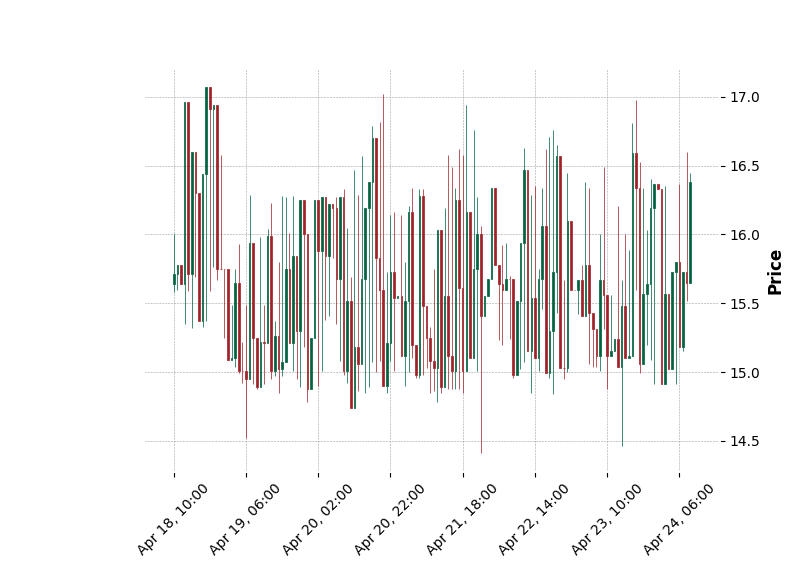 17.0
16.5
16.0
15.5
15.0
14.5
Price
Apr 18, 10:00
Apr 19, 06:00
Apr 20, 02:00
Apr 20, 22:00
Apr 21, 18:00
Apr 22, 14:00
Apr 23, 10:00
Apr 24, 06:00